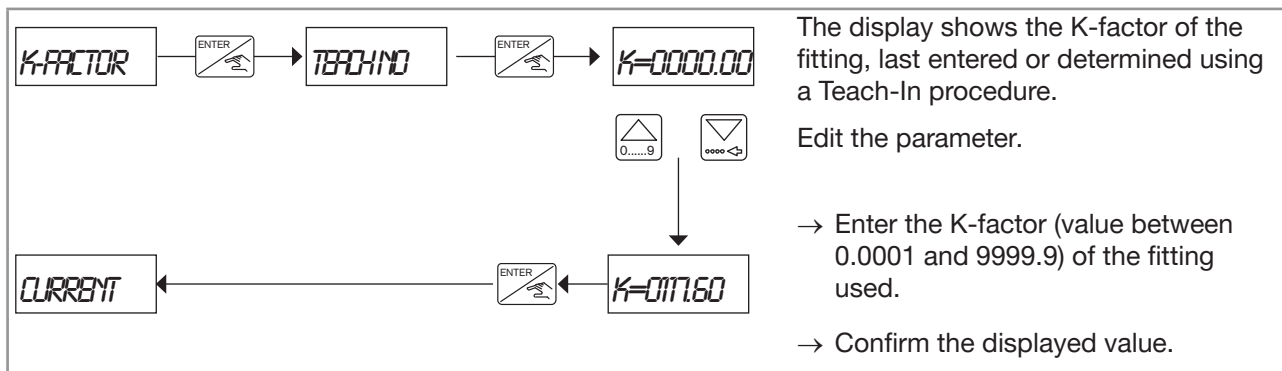 K-FACTOR
ENTER
TEACH NO
ENTER
K=0000.00
0......9
CURRENT
ENTER
K=0117.60
The display shows the K-factor of the
fitting, last entered or determined using
a Teach-In procedure.
Edit the parameter.
→ Enter the K-factor (value between
0.0001 and 9999.9) of the fitting
used.
→ Confirm the displayed value.